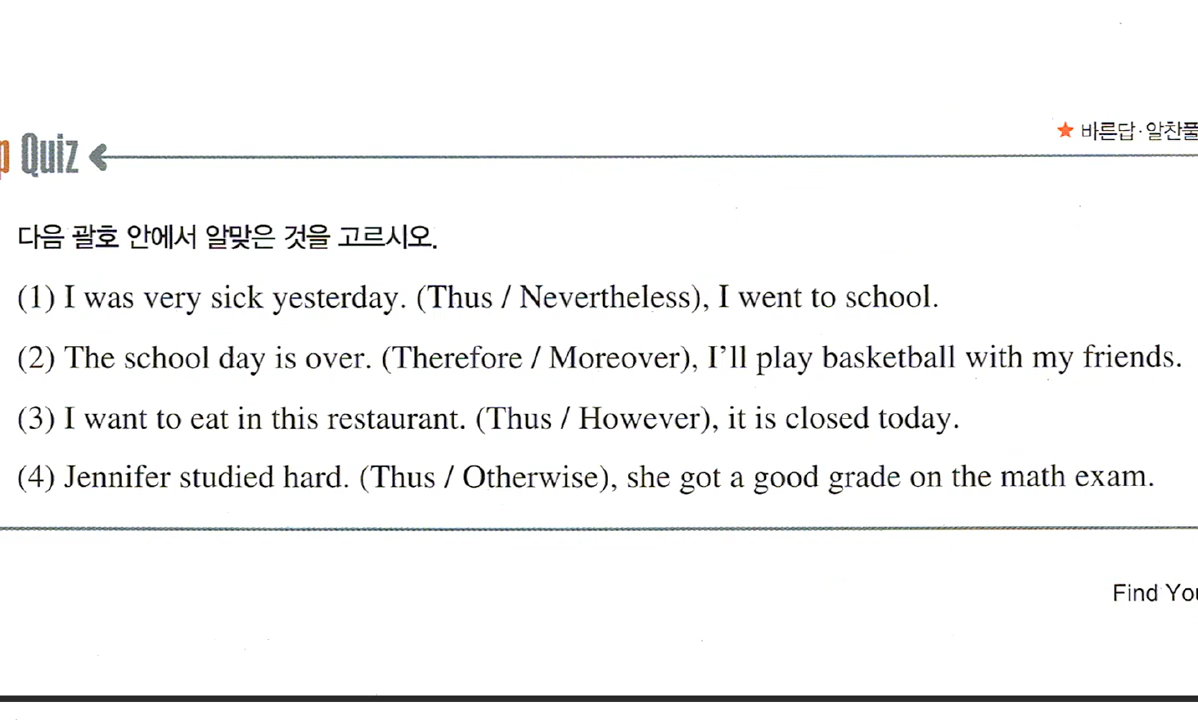 ★ 바른답·알찬풀
Quiz
다음 괄호 안에서 알맞은 것을 고르시오.
(1) I was very sick yesterday. (Thus / Nevertheless), I went to school.
(2) The school day is over. (Therefore / Moreover), I'll play basketball with my friends.
(3) I want to eat in this restaurant. (Thus / However), it is closed today.
(4) Jennifer studied hard. (Thus / Otherwise), she got a good grade on the math exam.
Find You